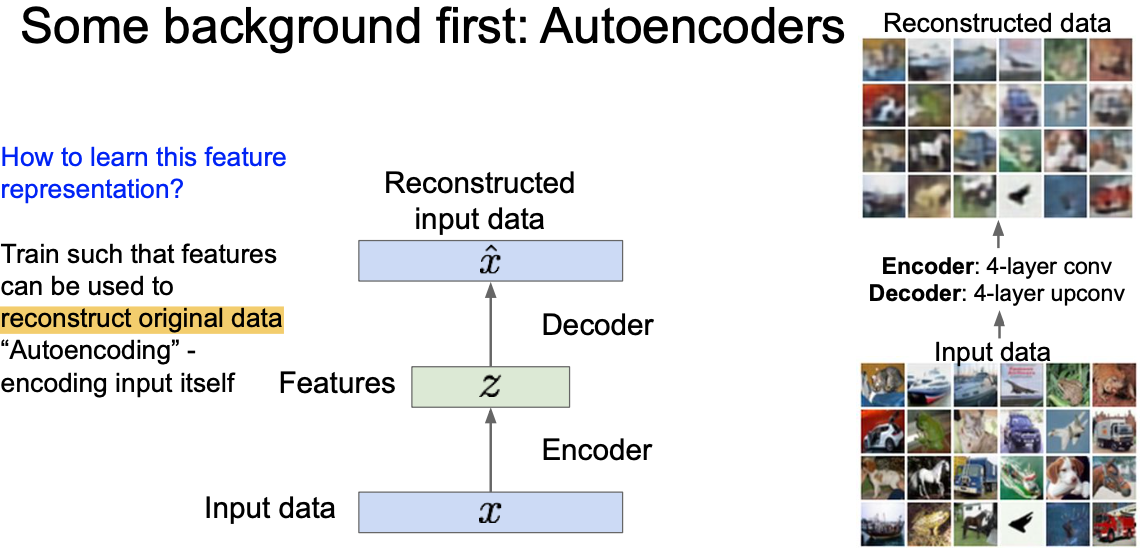 Some background first: Autoencoders
How to learn this feature
representation?
Train such that features
can be used to
reconstruct original data
“Autoencoding” -
encoding input itself
Reconstructed
input data
x̂
Decoder
Features
z
Encoder
Input data
x
Reconstructed data
Encoder: 4-layer conv
Decoder: 4-layer upconv
Input data